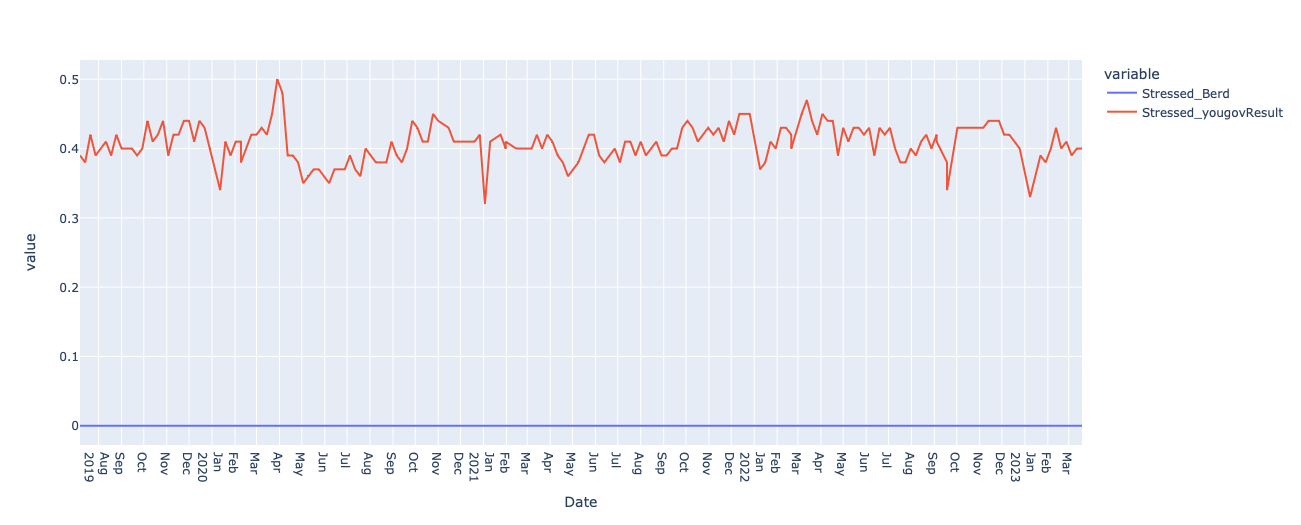 variable
Stressed_Berd
Stressed_yougovResult
value
0.5
0.4
0.3
0.2
0.1
0
2019 Aug Sep Oct Nov Dec 2020 Jan Feb Mar Apr May Jun Jul Aug Sep Oct Nov Dec 2021 Jan Feb Mar Apr May Jun Jul Aug Sep Oct Nov Dec 2022 Jan Feb Mar Apr May Jun Jul Aug Sep Oct Nov Dec 2023 Jan Feb Mar
Date